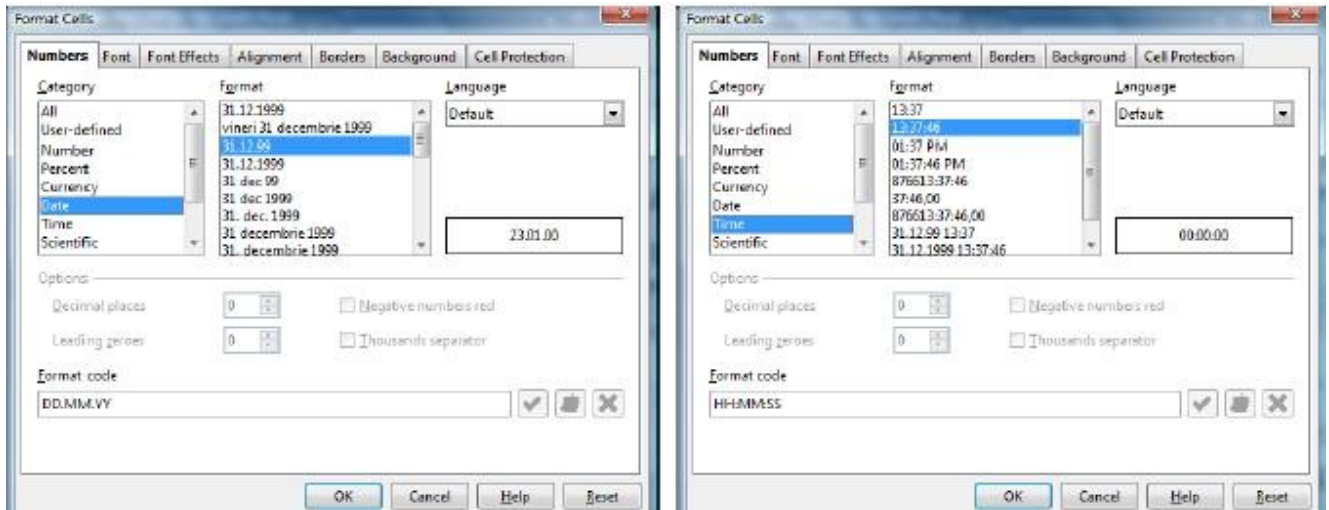 Format Cells
Numbers Font Font Effects Alignment Borders Background Cell Protection
Category Format Language
All
User-defined
Number
Percent
Currency
Date
Time
Scientific
31.12.1999
vineri 31 decembrie 1999
31.12.99
31.12.1999
31 dec 99
31 dec 1999
31. dec. 1999
31 decembrie 1999
31. decembrie 1999
Default
23.01.00
Options
Decimal places 0 Negative numbers red
Leading zeroes 0 Thousands separator
Format code
DD.MM.YY
OK Cancel Help Reset
Format Cells
Numbers Font Font Effects Alignment Borders Background Cell Protection
Category Format Language
All
User-defined
Number
Percent
Currency
Date
Time
Scientific
13:37
13:37:46
01:37 PM
01:37:46 PM
876613:37:46
37:46,00
876613:37:46,00
31.12.99 13:37
31.12.1999 13:37:46
Default
00:00:00
Options
Decimal places 0 Negative numbers red
Leading zeroes 0 Thousands separator
Format code
HH:MM:SS
OK Cancel Help Reset